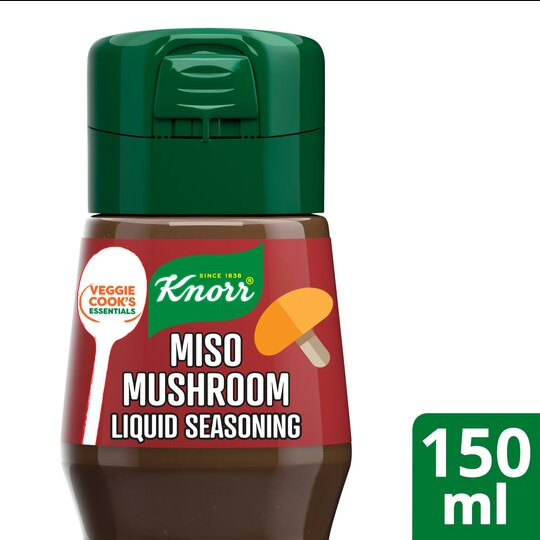 SINCE 1838
Knorr®
VEGGIE
COOK'S
ESSENTIALS
MISO
MUSHROOM
LIQUID SEASONING
150
ml